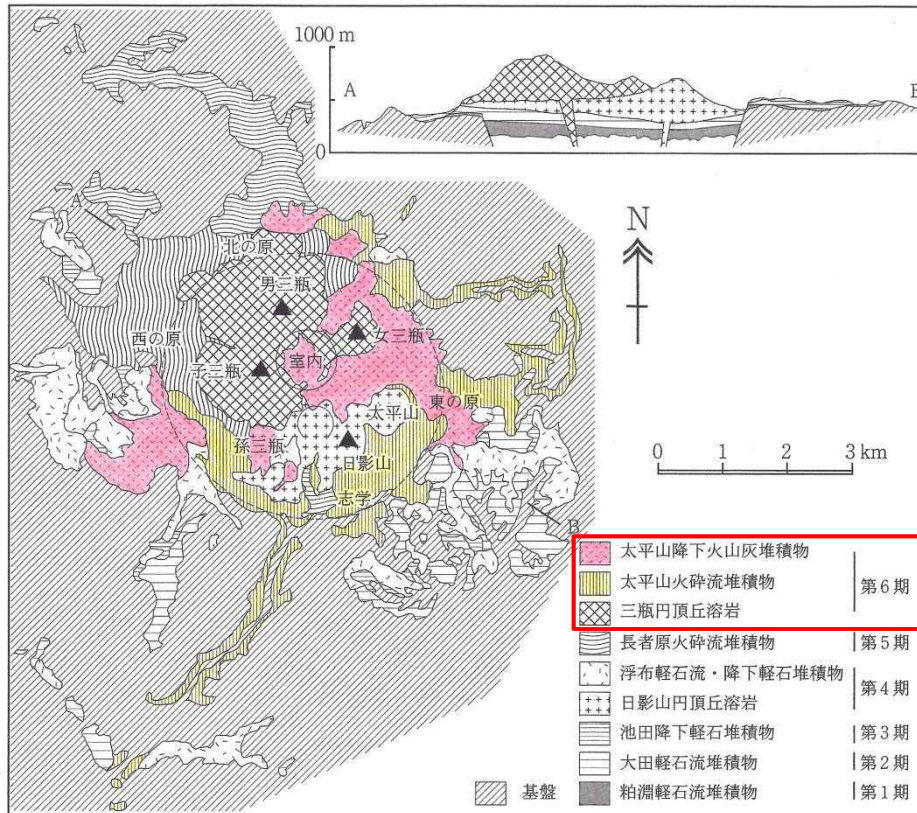 1000 m
A
B
0
N
A
北の原
男三瓶
女三瓶
西の原
室内
子三瓶
東の原
太平山
孫三瓶
日影山
志学
B
0 1 2 3 km
太平山降下火山灰堆積物
太平山火砕流堆積物
第6期
三瓶円頂丘溶岩
長者原火砕流堆積物 第5期
浮布軽石流・降下軽石堆積物
第4期
日影山円頂丘溶岩
池田降下軽石堆積物 第3期
大田軽石流堆積物 第2期
基盤 粕淵軽石流堆積物 第1期